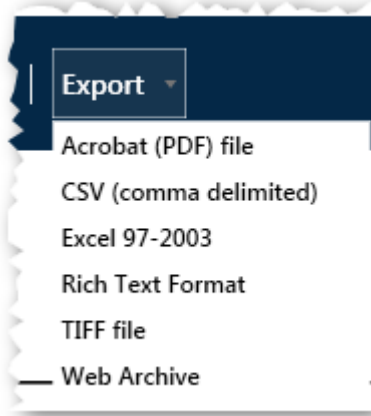 Export
Acrobat (PDF) file
CSV (comma delimited)
Excel 97-2003
Rich Text Format
TIFF file
Web Archive